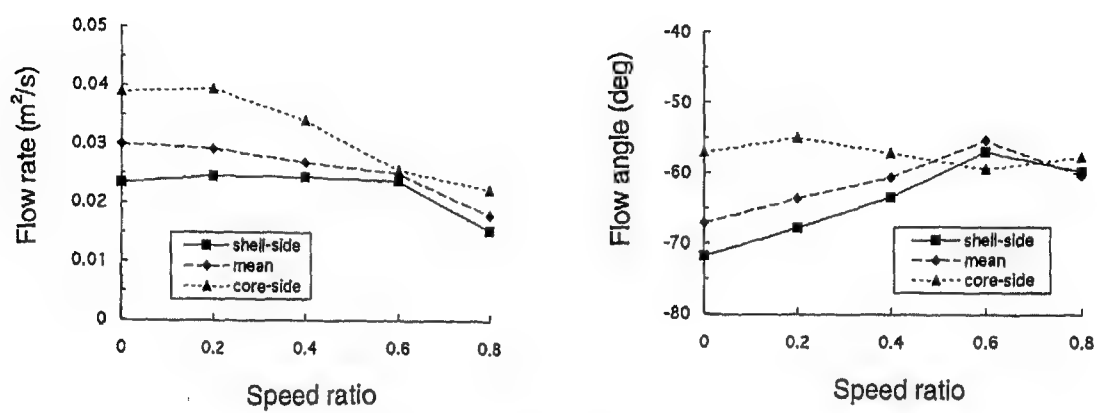 Flow rate (m²/s)
0.05
0.04
0.03
0.02
0.01
0
shell-side
mean
core-side
0 0.2 0.4 0.6 0.8
Speed ratio
Flow angle (deg)
-40
-50
-60
-70
-80
shell-side
mean
core-side
0 0.2 0.4 0.6 0.8
Speed ratio